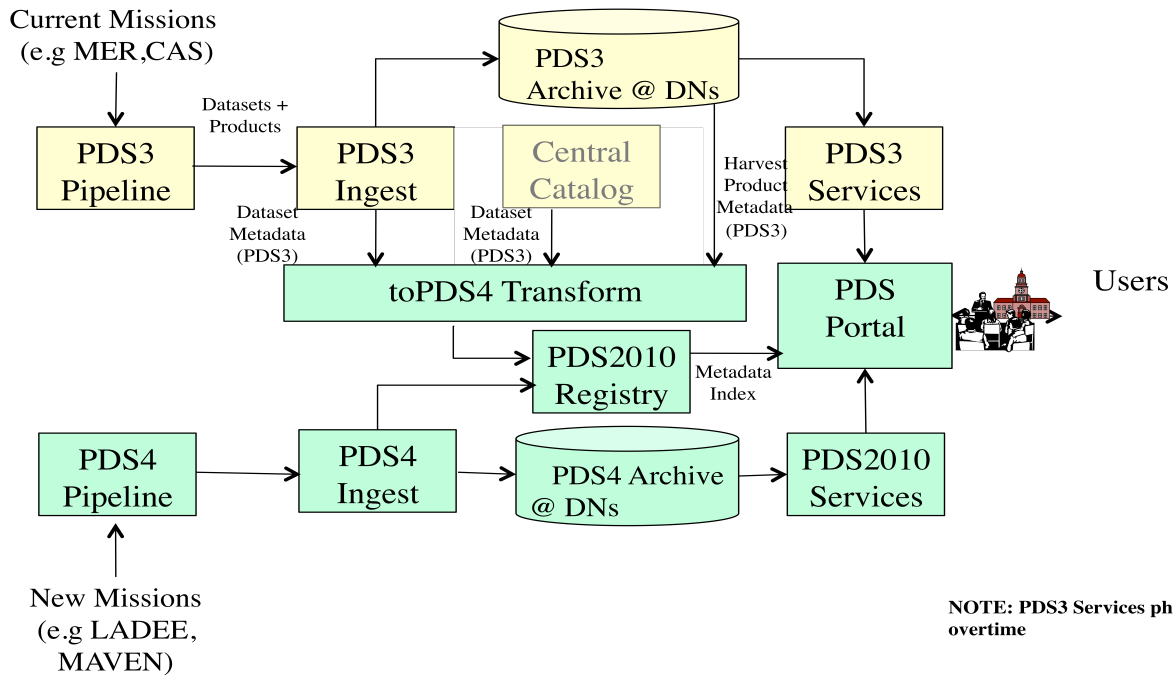 Current Missions
(e.g MER,CAS)
Datasets +
Products
PDS3
Pipeline
PDS3
Ingest
PDS3
Archive @ DNs
Central
Catalog
PDS3
Services
Dataset
Metadata
(PDS3)
Dataset
Metadata
(PDS3)
Harvest
Product
Metadata
(PDS3)
toPDS4 Transform
PDS
Portal
Users
PDS2010
Registry
Metadata
Index
PDS4
Pipeline
PDS4
Ingest
PDS4 Archive
@ DNs
PDS2010
Services
New Missions
(e.g LADEE,
MAVEN)
NOTE: PDS3 Services ph
overtime